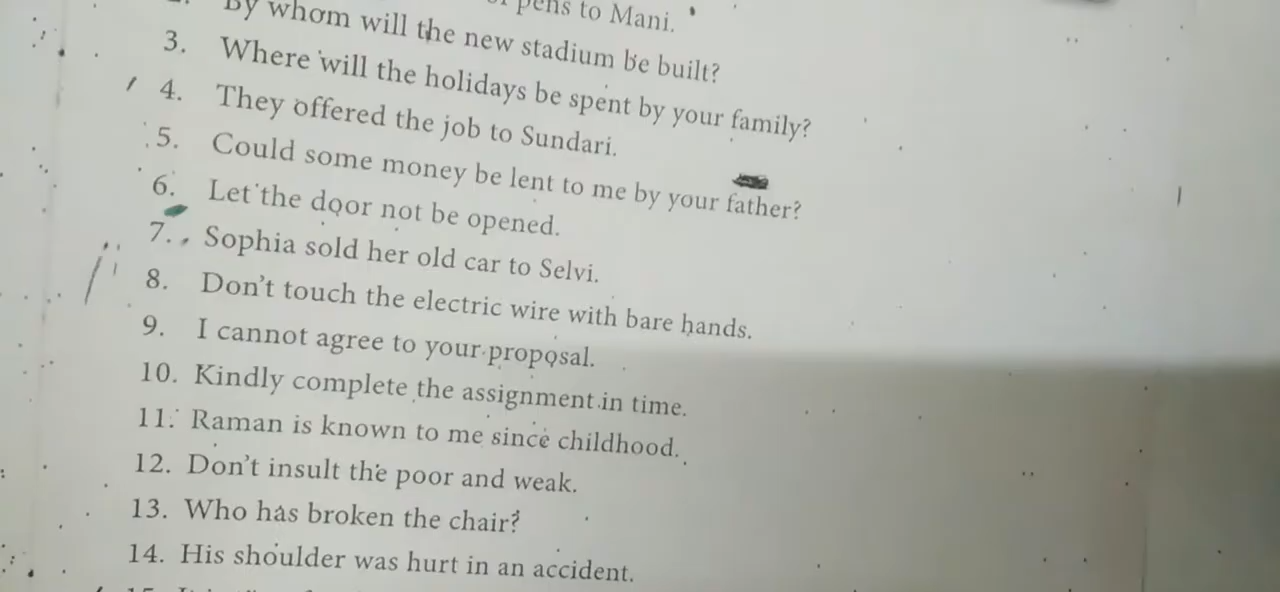 pens to Mani.
By whom will the new stadium be built?
3. Where will the holidays be spent by your family?
4. They offered the job to Sundari.
5. Could some money be lent to me by your father?
6. Let the door not be opened.
7. Sophia sold her old car to Selvi.
8. Don't touch the electric wire with bare hands.
9. I cannot agree to your proposal.
10. Kindly complete the assignment in time.
11. Raman is known to me since childhood.
12. Don't insult the poor and weak.
13. Who has broken the chair?
14. His shoulder was hurt in an accident.